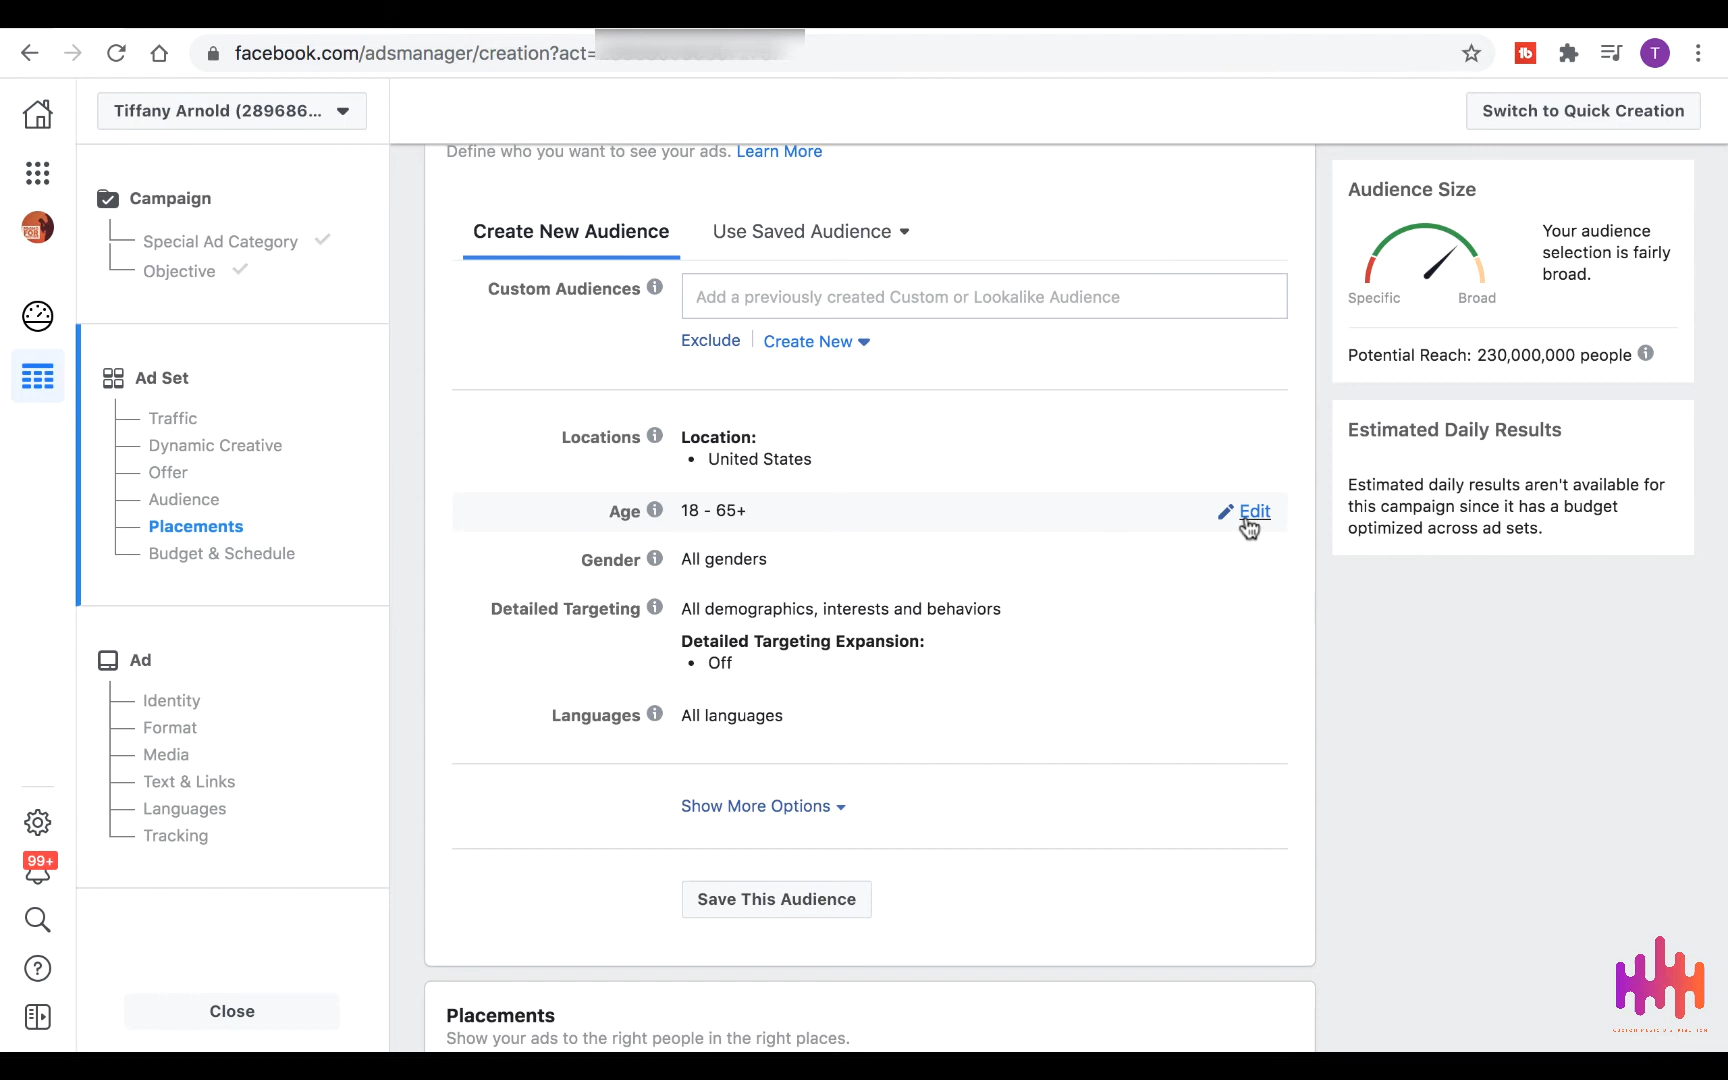 facebook.com/adsmanager/creation?act=
T
Tiffany Arnold (289686...
Switch to Quick Creation
Campaign
Special Ad Category
Objective
Ad Set
Traffic
Dynamic Creative
Offer
Audience
Placements
Budget & Schedule
Ad
Identity
Format
Media
Text & Links
Languages
Tracking
99+
Close
Define who you want to see your ads. Learn More
Create New Audience
Use Saved Audience
Custom Audiences
Add a previously created Custom or Lookalike Audience
Exclude
Create New
Locations
Location:
• United States
Age
18 - 65+
Edit
Gender
All genders
Detailed Targeting
All demographics, interests and behaviors
Detailed Targeting Expansion:
• Off
Languages
All languages
Show More Options
Save This Audience
Placements
Show your ads to the right people in the right places.
Audience Size
Specific
Broad
Your audience
selection is fairly
broad.
Potential Reach: 230,000,000 people
Estimated Daily Results
Estimated daily results aren't available for
this campaign since it has a budget
optimized across ad sets.